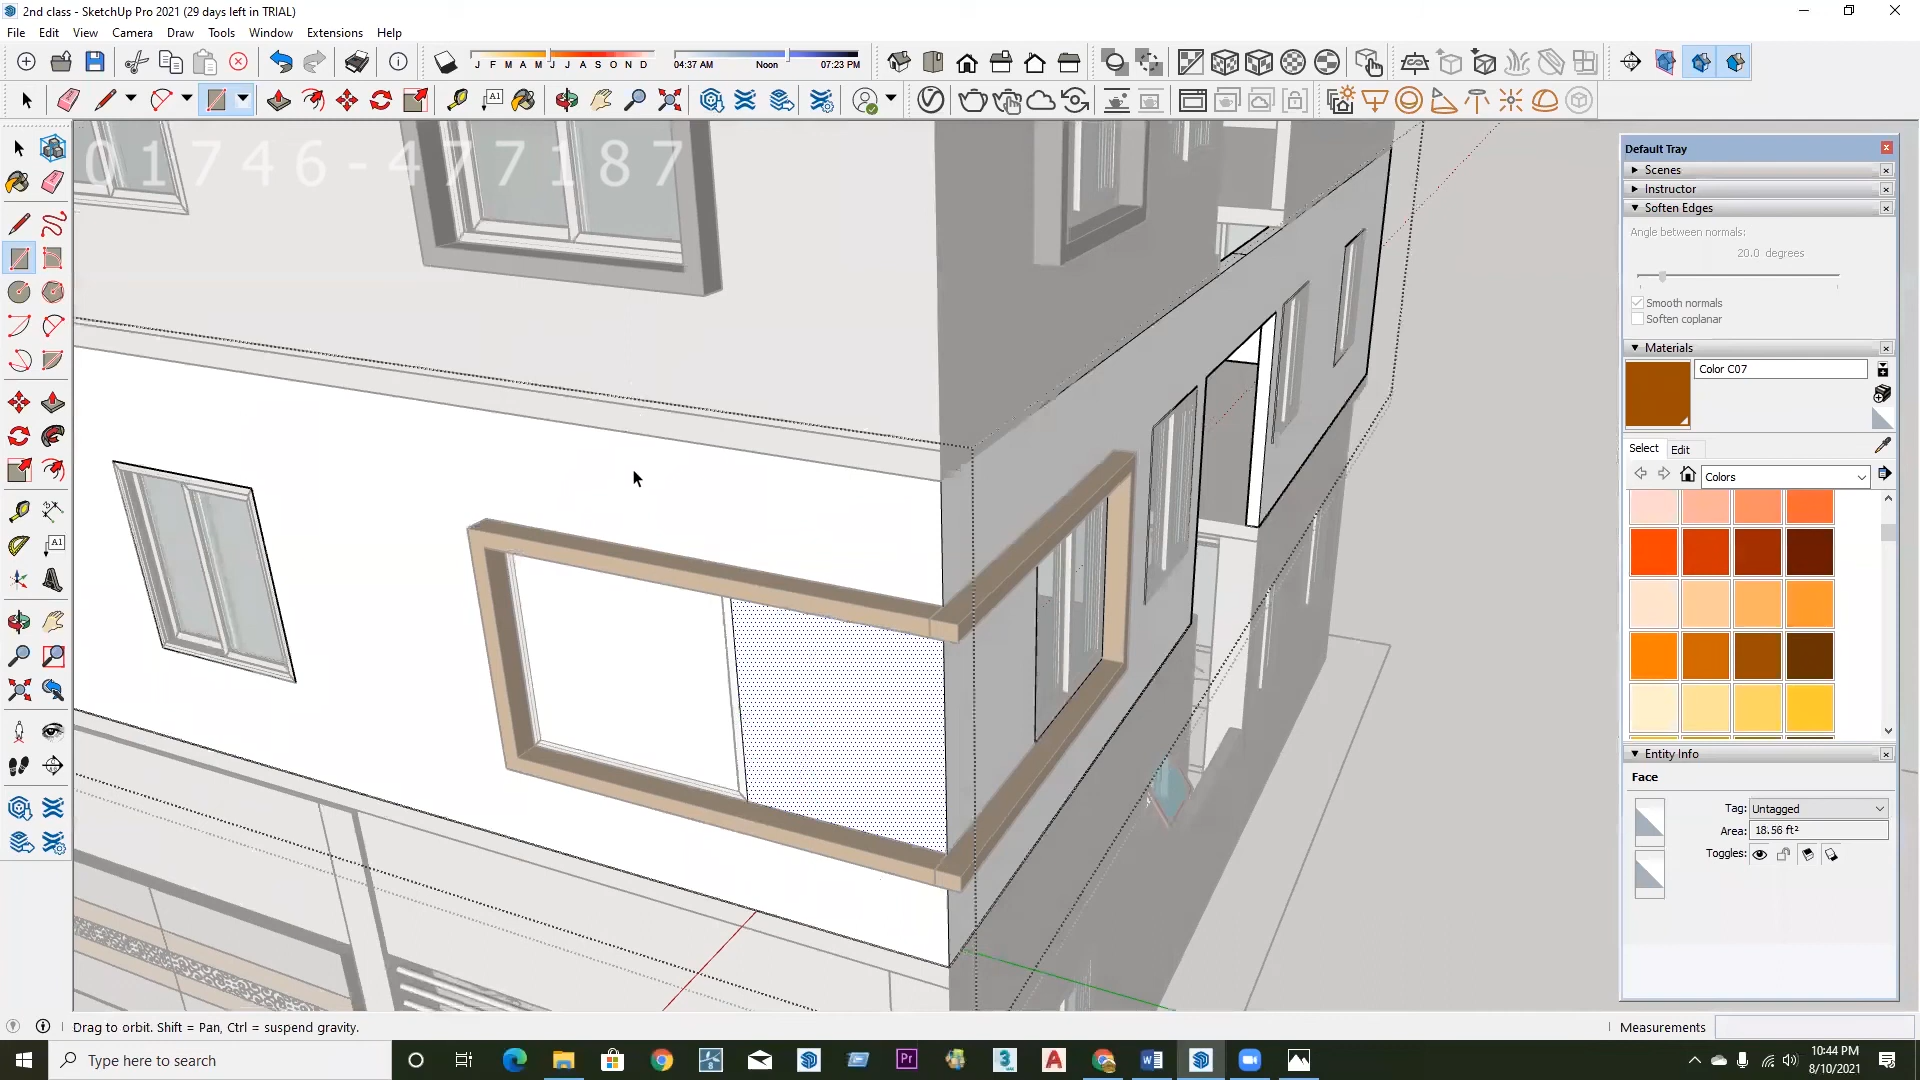 2nd class - SketchUp Pro 2021 (29 days left in TRIAL)
File Edit View Camera Draw Tools Window Extensions Help
J F M A M J J A S O N D 04:37 AM Noon 07:23 PM
A1
01746-477187
Default Tray
Scenes
Instructor
Soften Edges
Angle between normals:
20.0 degrees
Smooth normals
Soften coplanar
Materials
Color C07
Select Edit
Colors
A1
Entity Info
Face
Tag: Untagged
Area: 18.56 ft²
Toggles:
Drag to orbit. Shift = Pan, Ctrl = suspend gravity.
Measurements
Type here to search
10:44 PM
8/10/2021